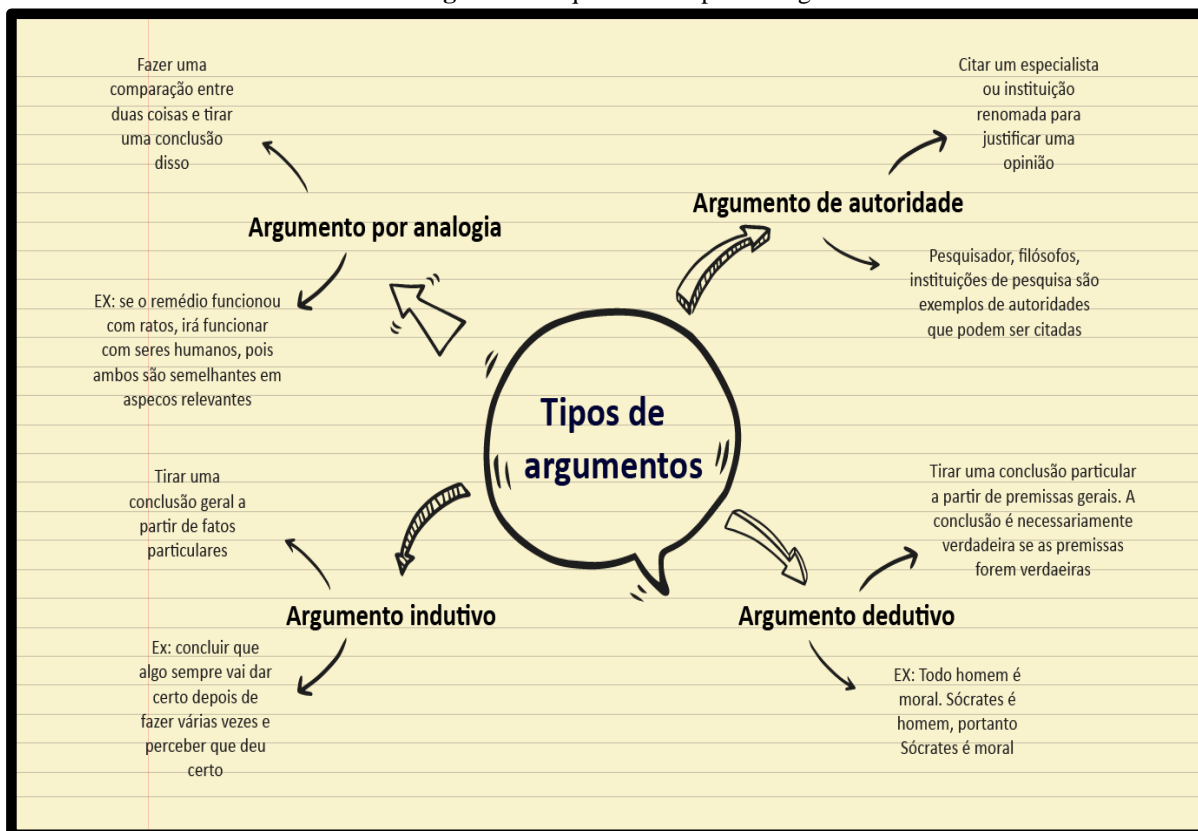 Fazer uma
comparação entre
duas coisas e tirar
uma conclusão
disso
Argumento por analogia
EX: se o remédio funcionou
com ratos, irá funcionar
com seres humanos, pois
ambos são semelhantes em
aspecos relevantes
Citar um especialista
ou instituição
renomada para
justificar uma
opinião
Argumento de autoridade
Pesquisador, filósofos,
instituições de pesquisa são
exemplos de autoridades
que podem ser citadas
Tipos de
argumentos
Tirar uma
conclusão geral a
partir de fatos
particulares
Argumento indutivo
Ex: concluir que
algo sempre vai dar
certo depois de
fazer várias vezes e
perceber que deu
certo
Tirar uma conclusão particular
a partir de premissas gerais. A
conclusão é necessariamente
verdadeira se as premissas
forem verdaeiras
Argumento dedutivo
EX: Todo homem é
moral. Sócrates é
homem, portanto
Sócrates é moral